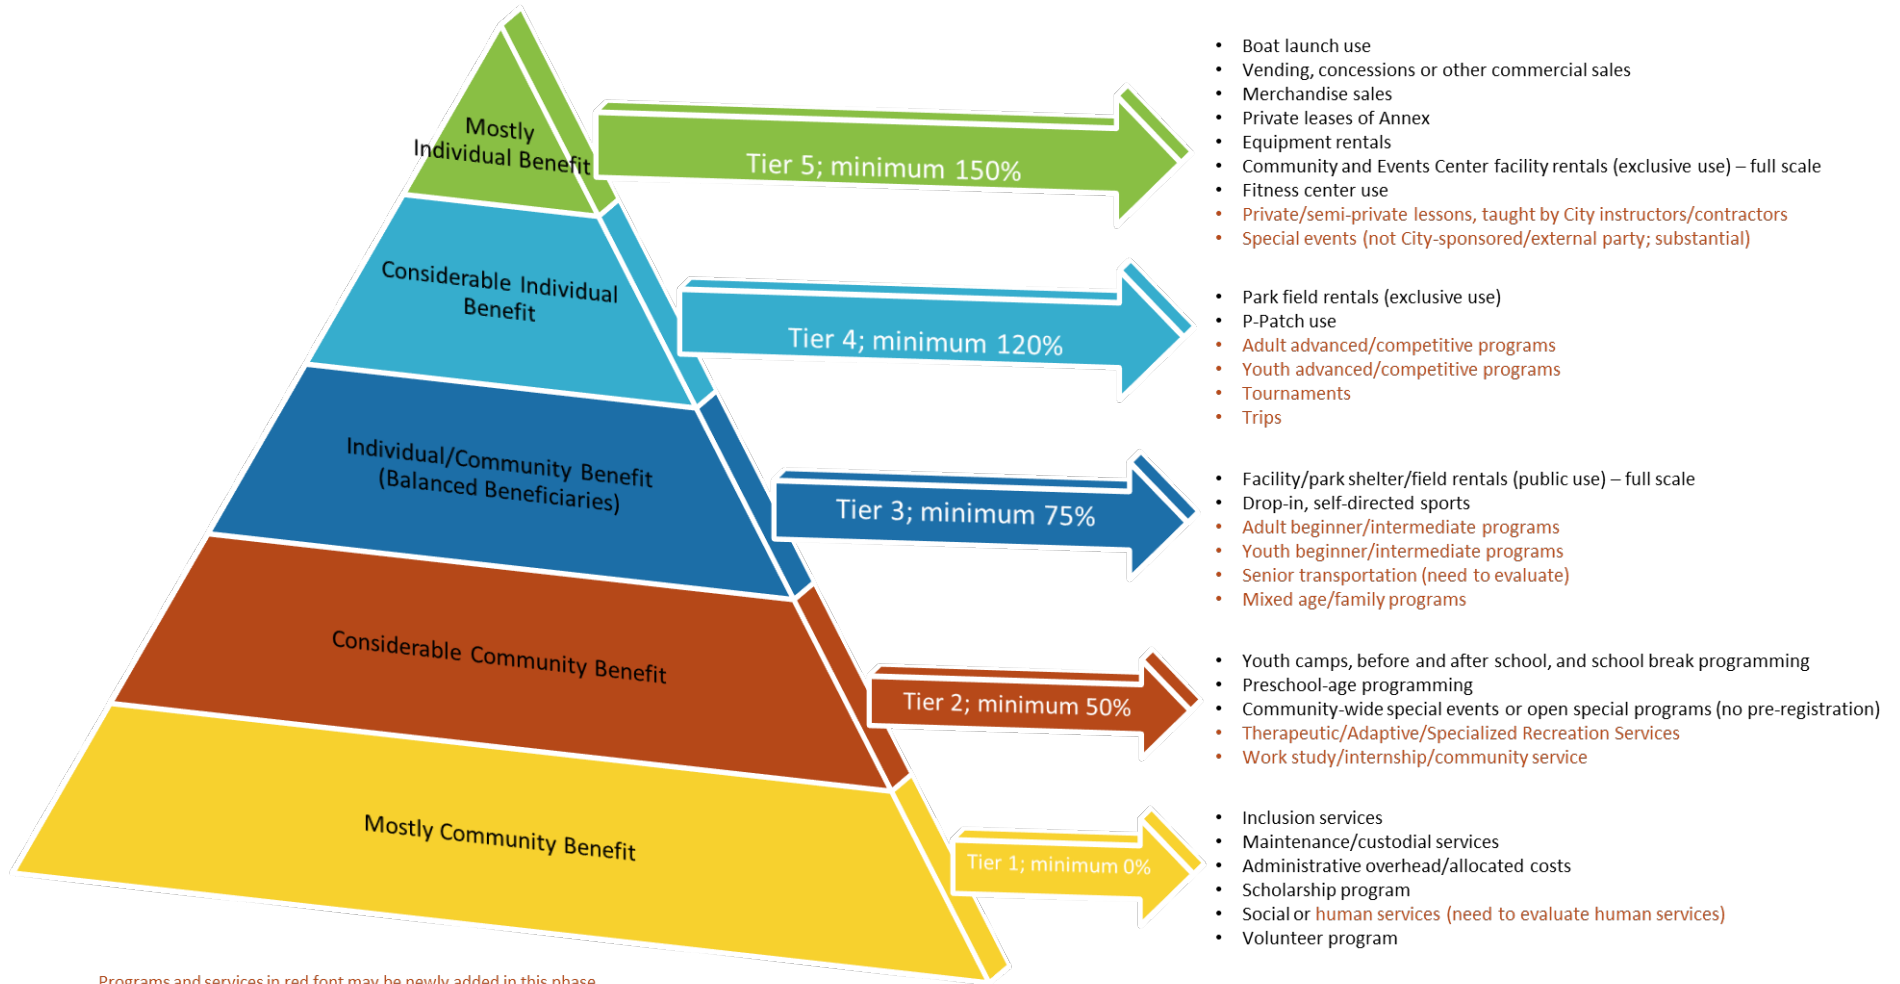 Mostly
Individual Benefit
Tier 5; minimum 150%
• Boat launch use
• Vending, concessions or other commercial sales
• Merchandise sales
• Private leases of Annex
• Equipment rentals
• Community and Events Center facility rentals (exclusive use) – full scale
• Fitness center use
• Private/semi-private lessons, taught by City instructors/contractors
• Special events (not City-sponsored/external party; substantial)
Considerable Individual
Benefit
Tier 4; minimum 120%
• Park field rentals (exclusive use)
• P-Patch use
• Adult advanced/competitive programs
• Youth advanced/competitive programs
• Tournaments
• Trips
Individual/Community Benefit
(Balanced Beneficiaries)
Tier 3; minimum 75%
• Facility/park shelter/field rentals (public use) – full scale
• Drop-in, self-directed sports
• Adult beginner/intermediate programs
• Youth beginner/intermediate programs
• Senior transportation (need to evaluate)
• Mixed age/family programs
Considerable Community Benefit
Tier 2; minimum 50%
• Youth camps, before and after school, and school break programming
• Preschool-age programming
• Community-wide special events or open special programs (no pre-registration)
• Therapeutic/Adaptive/Specialized Recreation Services
• Work study/internship/community service
Mostly Community Benefit
Tier 1; minimum 0%
• Inclusion services
• Maintenance/custodial services
• Administrative overhead/allocated costs
• Scholarship program
• Social or human services (need to evaluate human services)
• Volunteer program
Programs and services in red font may be newly added in this phase